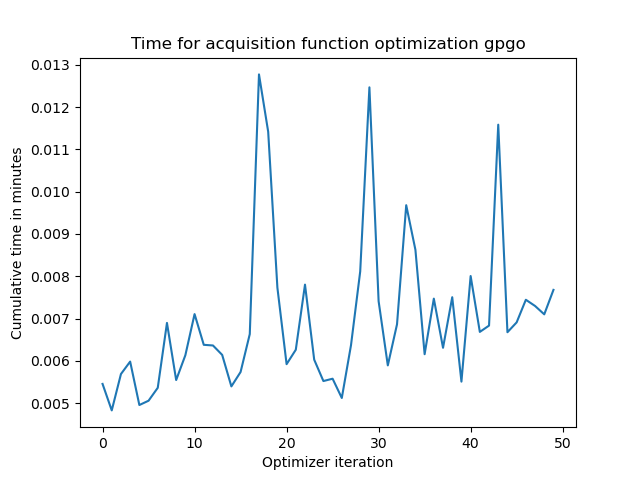 Time for acquisition function optimization gpgo
0.013
0.012
0.011
0.010
0.009
0.008
0.007
0.006
0.005
Cumulative time in minutes
0 10 20 30 40 50
Optimizer iteration